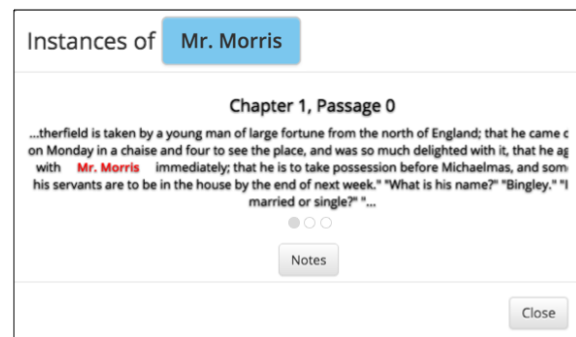 Instances of Mr. Morris
Chapter 1, Passage 0
...therfield is taken by a young man of large fortune from the north of England; that he came
on Monday in a chaise and four to see the place, and was so much delighted with it, that he
with Mr. Morris immediately; that he is to take possession before Michaelmas, and
his servants are to be in the house by the end of next week." "What is his name?" "Bingley."
married or single?" "...
Notes
Close